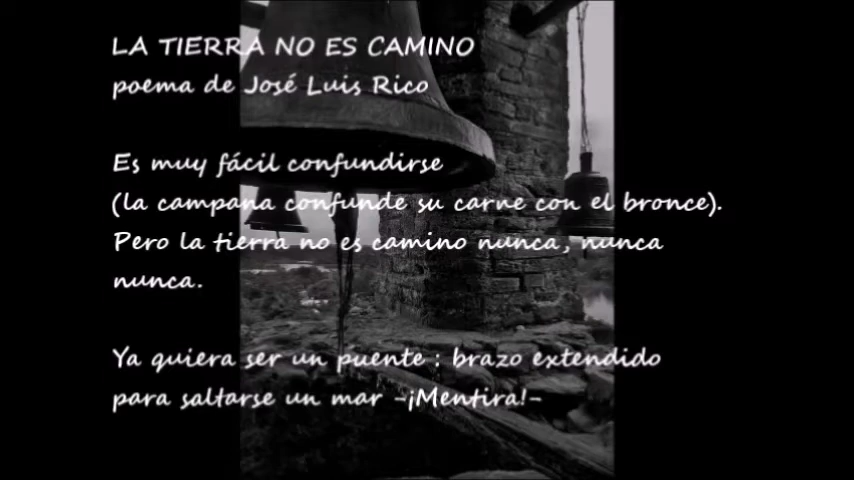 LA TIERRA NO ES CAMINO
poema de José Luis Rico
Es muy fácil confundirse
(la campana confunde su carne con el bronce).
Pero la tierra no es camino nunca, nunca
nunca.
Ya quiera ser un puente : brazo extendido
para saltarse un mar -¡Mentira!-